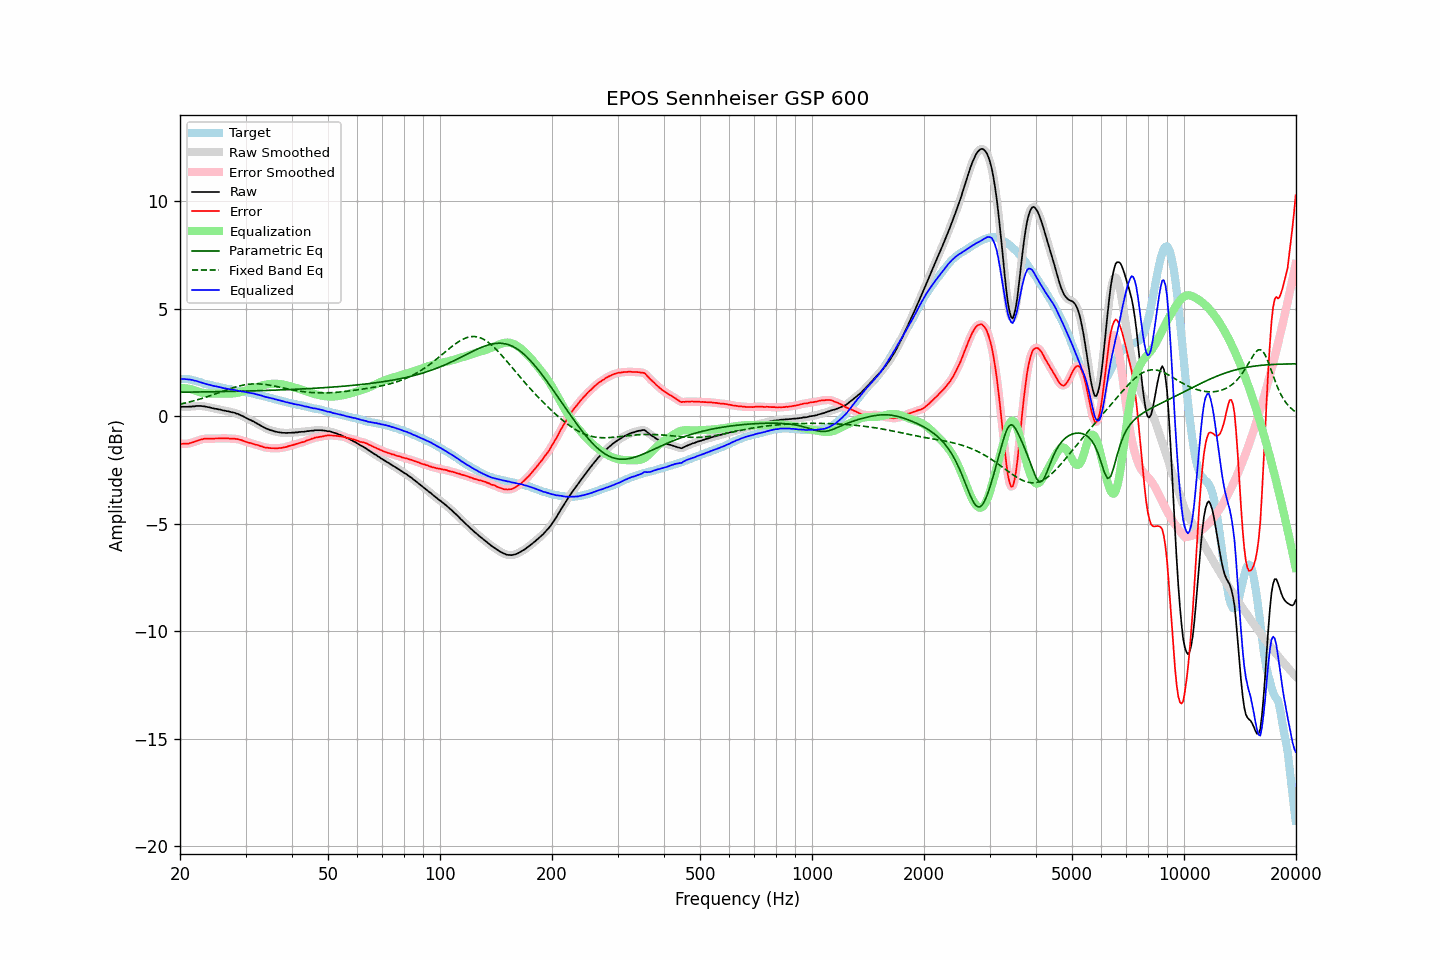 EPOS Sennheiser GSP 600
Target
Raw Smoothed
Error Smoothed
Raw
Error
Equalization
Parametric Eq
Fixed Band Eq
Equalized
Amplitude (dBr)
10
5
0
−5
−10
−15
−20
20
50
100
200
500
1000
2000
5000
10000
20000
Frequency (Hz)